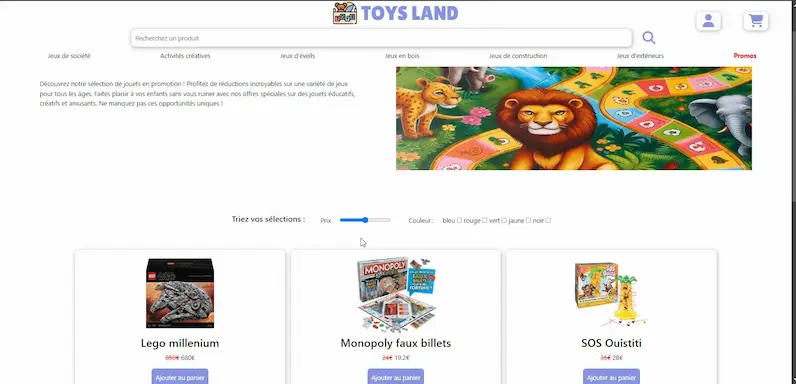 TOYS LAND
Recherchez un produit
Jeux de société Activités créatives Jeux d'éveils Jeux en bois Jeux de construction Jeux d'extérieurs Promos
Découvrez notre sélection de jouets en promotion ! Profitez de réductions incroyables sur une variété de jeux
pour tous les âges. Faites plaisir à vos enfants sans vous ruiner avec nos offres spéciales sur des jouets éducatifs,
créatifs et amusants. Ne manquez pas ces opportunités uniques !
Triez vos sélections : Prix Couleur : bleu rouge vert jaune noir
MONOPOLY
Lego millenium Monopoly faux billets SOS Ouistiti
850€ 680€ 24€ 19.2€ 35€ 28€
Ajouter au panier Ajouter au panier Ajouter au panier